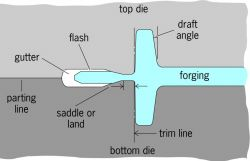 top die
draft
angle
flash
gutter
forging
parting
line
saddle or
land
trim line
bottom die